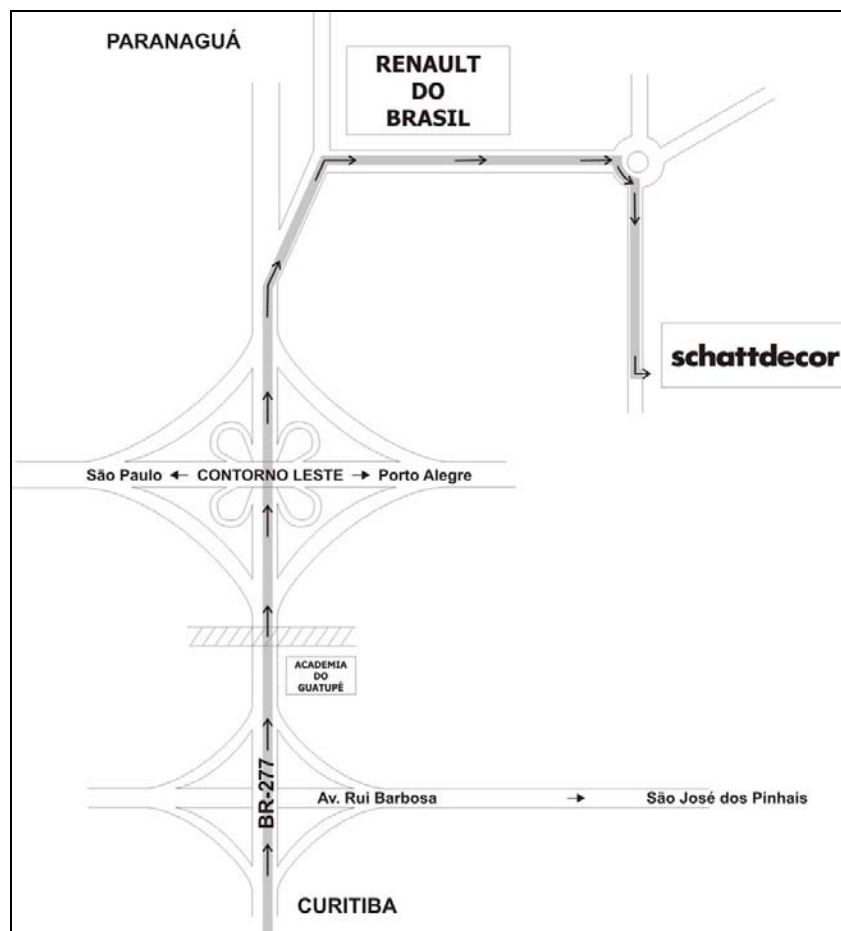 PARANAGUÁ
RENAULT
DO
BRASIL
schattdecor
São Paulo ← CONTORNO LESTE → Porto Alegre
ACADEMIA
DO
GUATUPÊ
BR-277
Av. Rui Barbosa → São José dos Pinhais
CURITIBA